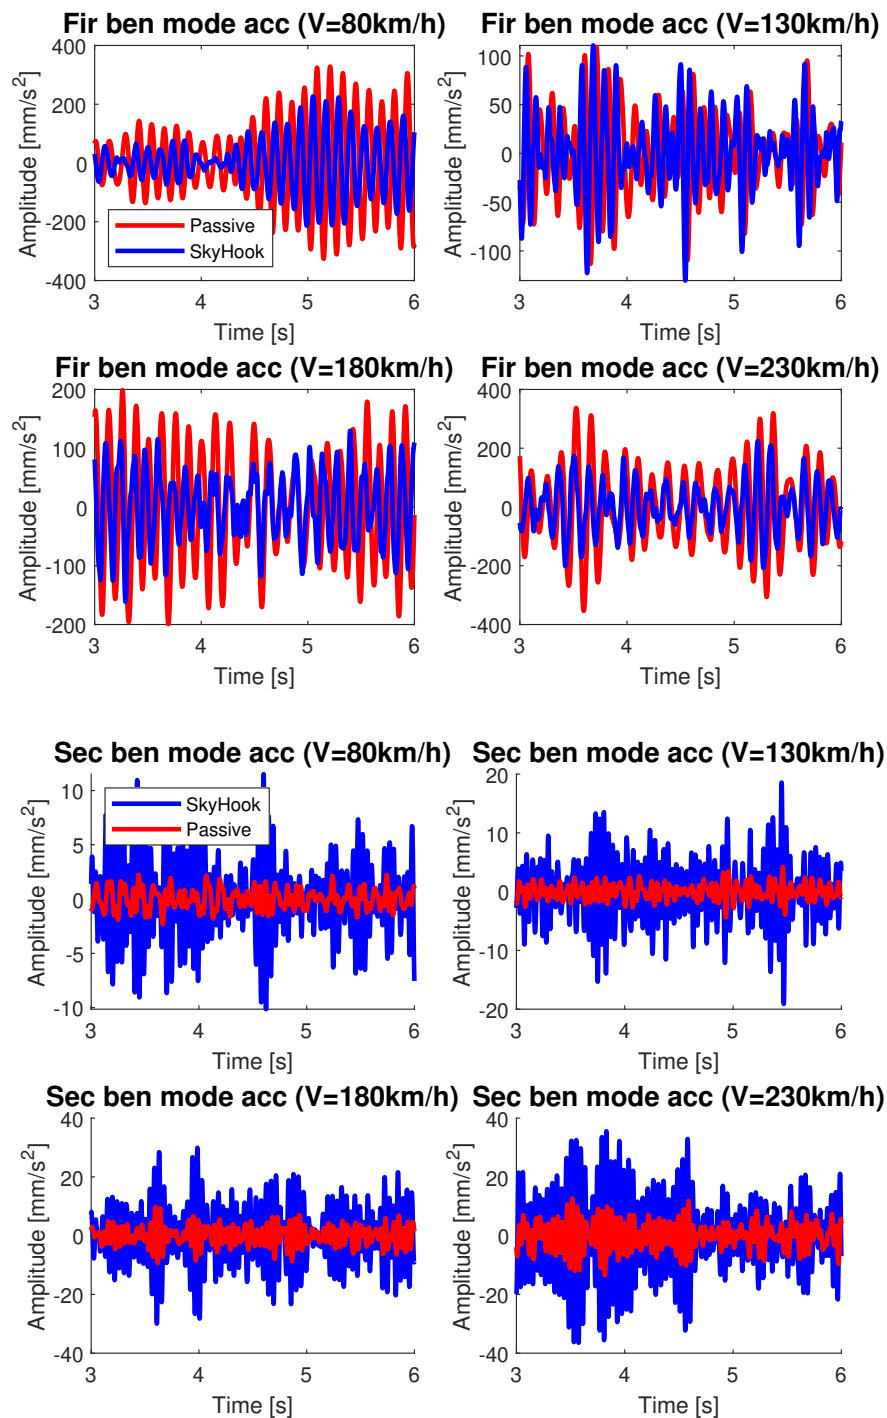 Fir ben mode acc (V=80km/h)
400
200
0
-200
-400
Amplitude [mm/s²]
Passive
SkyHook
3 4 5 6
Time [s]
Fir ben mode acc (V=130km/h)
100
50
0
-50
-100
Amplitude [mm/s²]
3 4 5 6
Time [s]
Fir ben mode acc (V=180km/h)
200
100
0
-100
-200
Amplitude [mm/s²]
3 4 5 6
Time [s]
Fir ben mode acc (V=230km/h)
400
200
0
-200
-400
Amplitude [mm/s²]
3 4 5 6
Time [s]
Sec ben mode acc (V=80km/h)
10
5
0
-5
-10
Amplitude [mm/s²]
SkyHook
Passive
3 4 5 6
Time [s]
Sec ben mode acc (V=130km/h)
20
10
0
-10
-20
Amplitude [mm/s²]
3 4 5 6
Time [s]
Sec ben mode acc (V=180km/h)
40
20
0
-20
-40
Amplitude [mm/s²]
3 4 5 6
Time [s]
Sec ben mode acc (V=230km/h)
40
20
0
-20
-40
Amplitude [mm/s²]
3 4 5 6
Time [s]